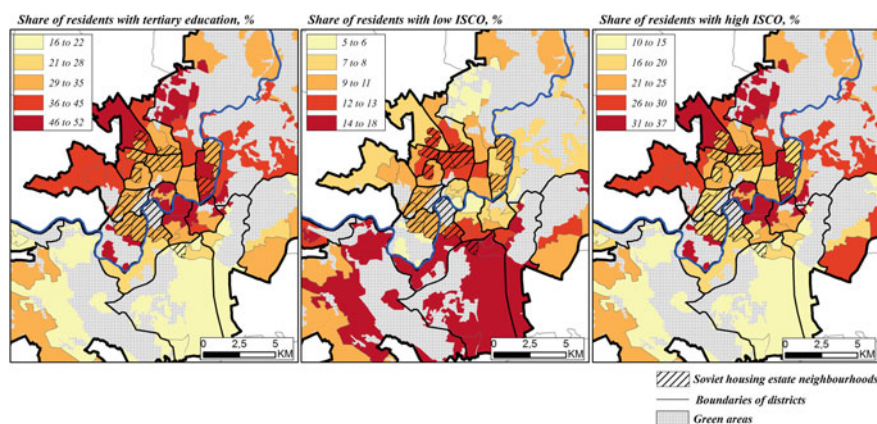 Share of residents with tertiary education, %
16 to 22
21 to 28
29 to 35
36 to 45
46 to 52
0
2,5
5
KM
Share of residents with low ISCO, %
5 to 6
7 to 8
9 to 11
12 to 13
14 to 18
0
2,5
5
KM
Share of residents with high ISCO, %
10 to 15
16 to 20
21 to 25
26 to 30
31 to 37
0
2,5
5
KM
Soviet housing estate neighbourhoods
Boundaries of districts
Green areas